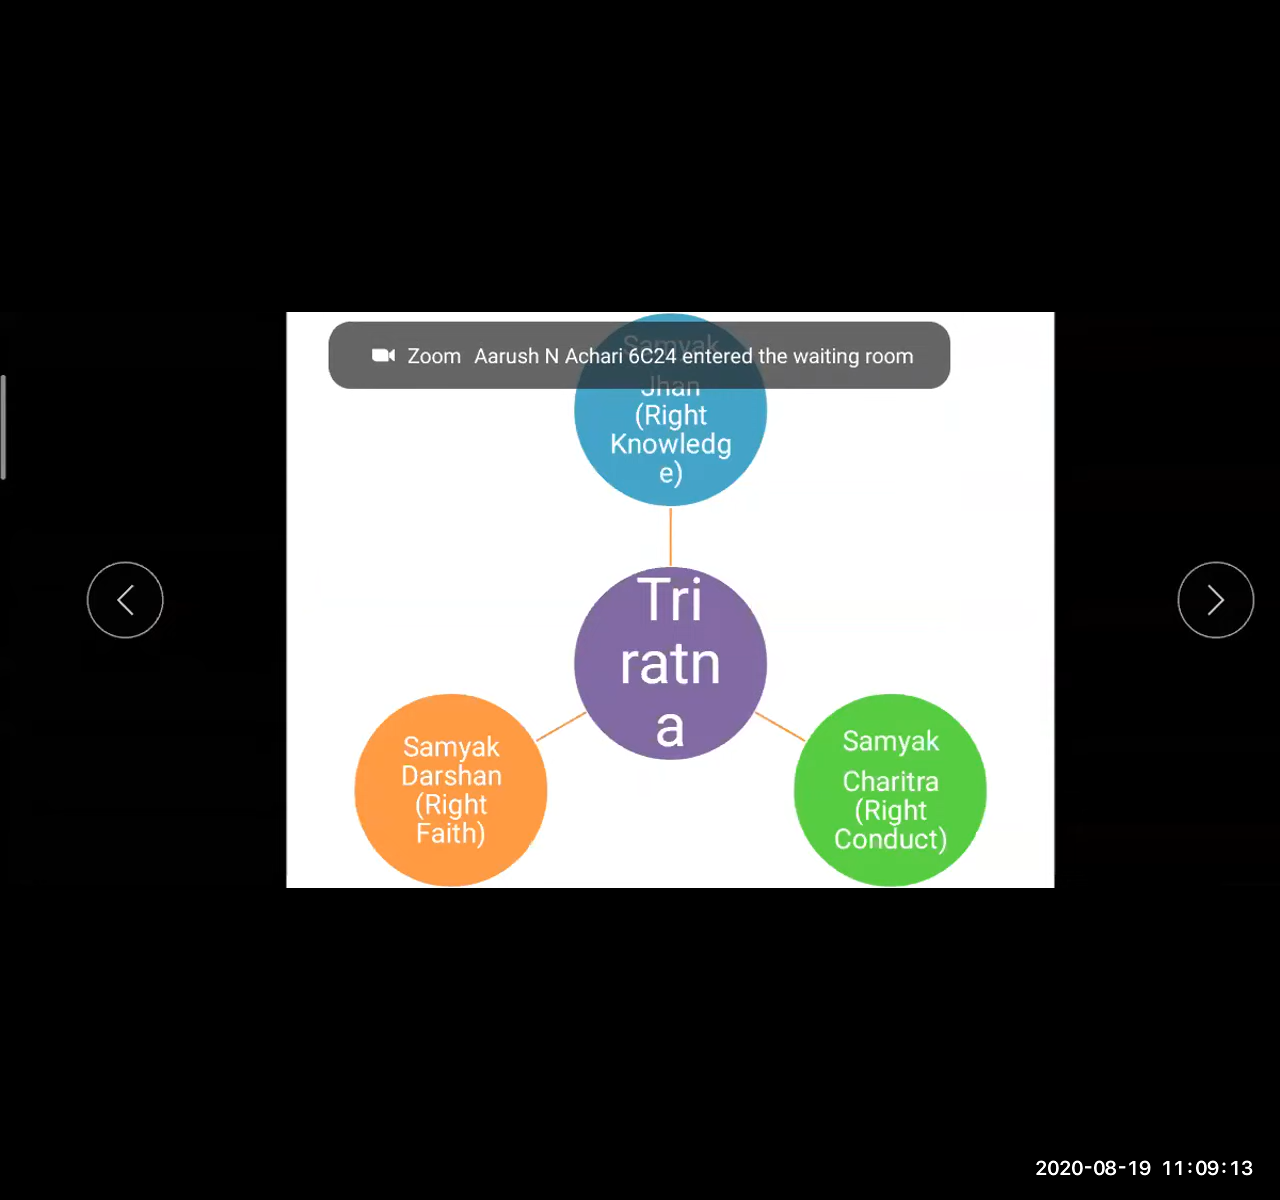 Zoom Aarush N Achari 6C24 entered the waiting room
Samyak
Jhan
(Right
Knowledg
e)
Tri
ratn
a
Samyak
Darshan
(Right
Faith)
Samyak
Charitra
(Right
Conduct)
2020-08-19 11:09:13